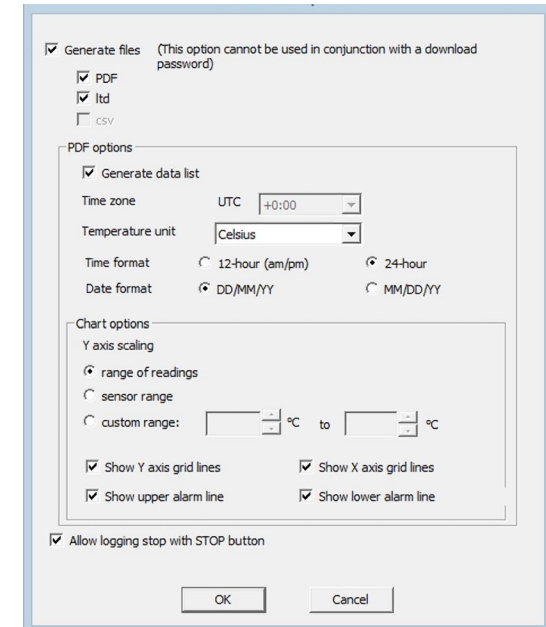 Generate files (This option cannot be used in conjunction with a download
password)
PDF
ltd
csv
PDF options
Generate data list
Time zone UTC +0:00
Temperature unit Celsius
Time format 12-hour (am/pm) 24-hour
Date format DD/MM/YY MM/DD/YY
Chart options
Y axis scaling
range of readings
sensor range
custom range: ºC to ºC
Show Y axis grid lines Show X axis grid lines
Show upper alarm line Show lower alarm line
Allow logging stop with STOP button
OK Cancel